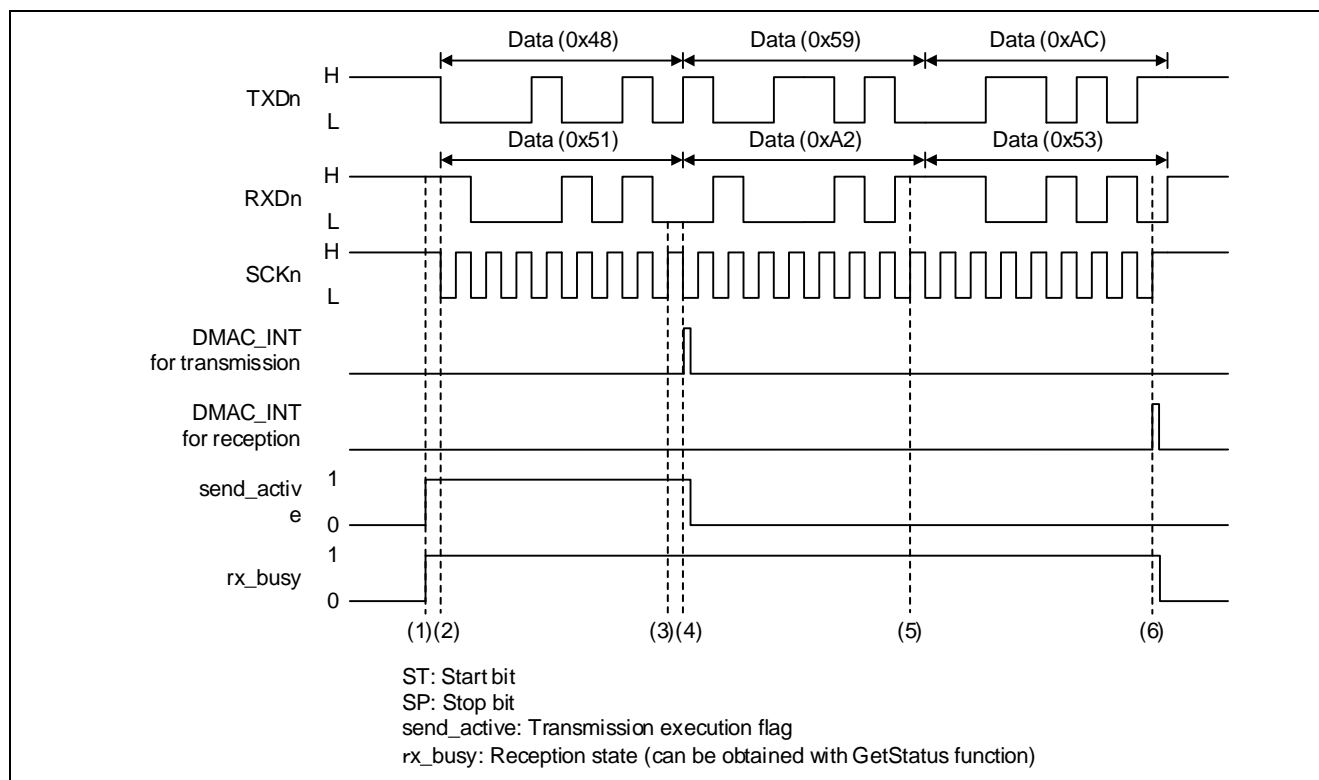 Data (0x48) Data (0x59) Data (0xAC)
H
TXDn
L
Data (0x51) Data (0xA2) Data (0x53)
H
RXDn
L
H
SCKn
L
DMAC_INT
for transmission
DMAC_INT
for reception
1
send_activ
e
0
1
rx_busy
0
(1) (2) (3) (4) (5) (6)
ST: Start bit
SP: Stop bit
send_active: Transmission execution flag
rx_busy: Reception state (can be obtained with GetStatus function)